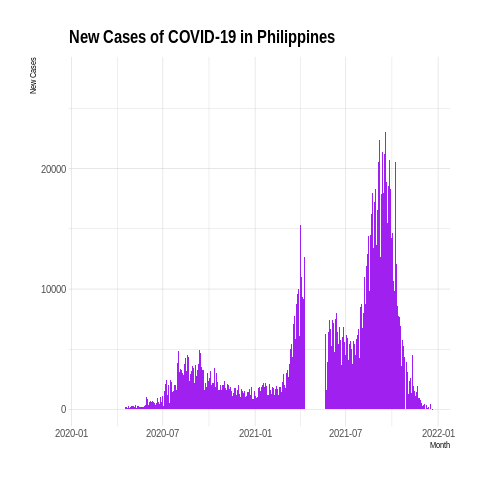 New Cases of COVID-19 in Philippines
New Cases
20000
10000
0
2020-01 2020-07 2021-01 2021-07 2022-01
Month